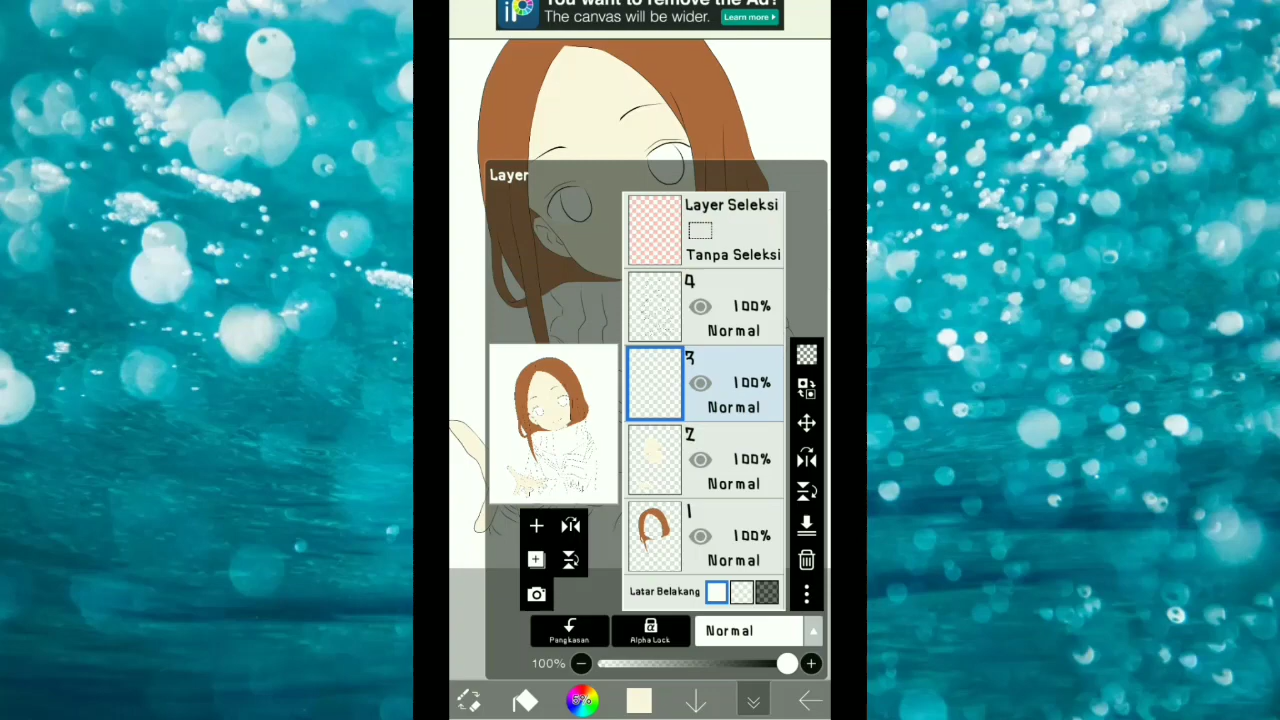 You want to remove the Ad?
The canvas will be wider.
Learn more
Layer
Layer Seleksi
Tanpa Seleksi
4
100%
Normal
3
100%
Normal
2
100%
Normal
1
100%
Normal
Latar Belakang
Pangkasan
Alpha Lock
Normal
100%
5%